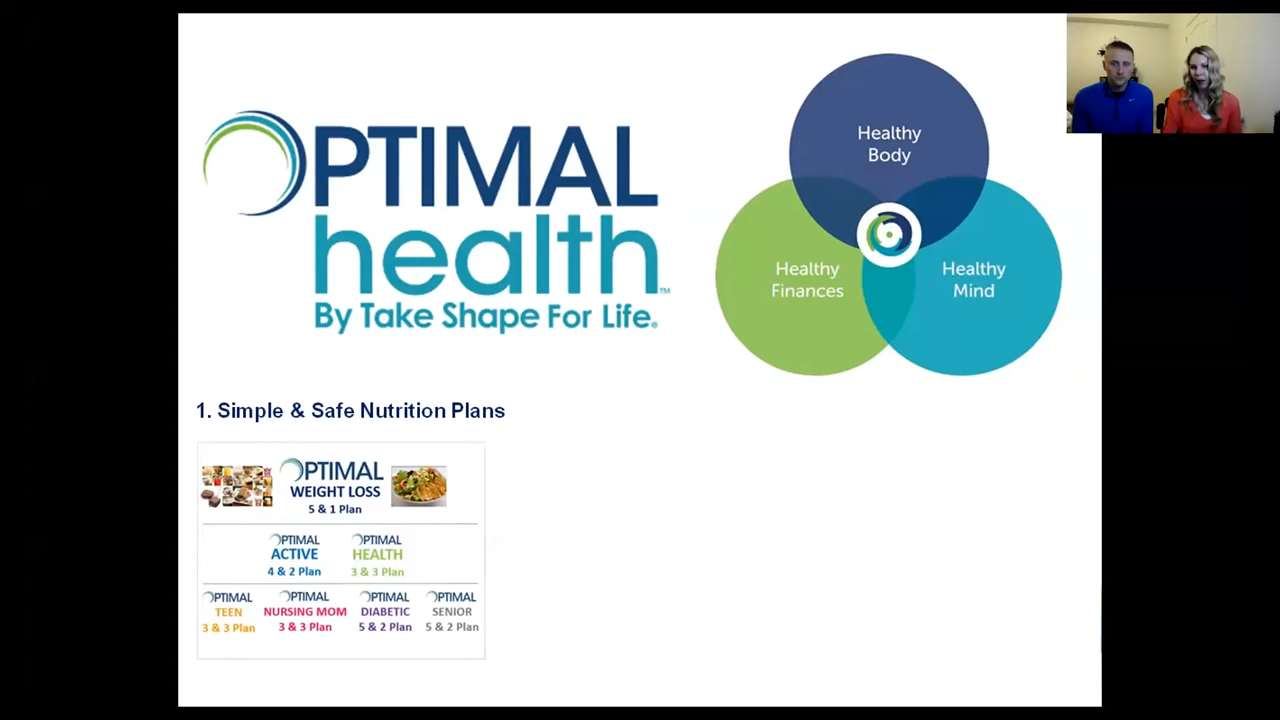 OPTIMAL
health™
By Take Shape For Life®
Healthy
Body
Healthy
Finances
Healthy
Mind
1. Simple & Safe Nutrition Plans
OPTIMAL
WEIGHT LOSS
5 & 1 Plan
OPTIMAL
ACTIVE
4 & 2 Plan
OPTIMAL
HEALTH
3 & 3 Plan
OPTIMAL
TEEN
3 & 3 Plan
OPTIMAL
NURSING MOM
3 & 3 Plan
OPTIMAL
DIABETIC
5 & 2 Plan
OPTIMAL
SENIOR
5 & 2 Plan